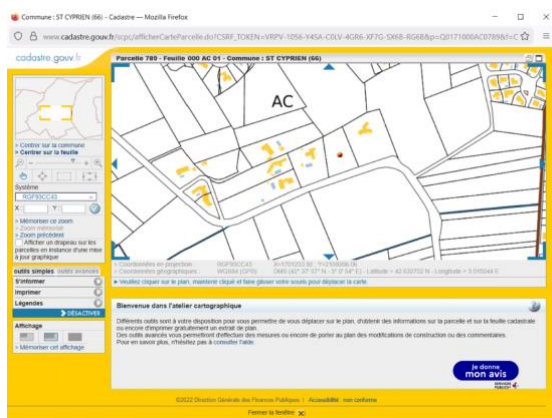 Commune : ST CYPRIEN (66) - Cadastre — Mozilla Firefox
www.cadastre.gouv.fr/scpc/afficherCarteParcelle.do?CSRF_TOKEN=
cadastre.gouv.fr
Parcelle 789 - Feuille 000 AC 01 - Commune : ST CYPRIEN (66)
AC
» Centrer sur la commune
» Centrer sur la feuille
Système
RGF93CC43
X : Y :
» Mémoriser ce zoom
» Zoom mémorisé
» Zoom précédent
Afficher un drapeau sur les
parcelles en instance d'une mise
à jour graphique
» Coordonnées en projection : RGF93CC43
» Coordonnées géographiques : WGS84 (GPS)
» Veuillez cliquer sur le plan, maintenir cliqué et faire glisser votre souris pour déplacer la carte.
outils simples outils avancés
S'informer
Imprimer
Légendes
DÉSACTIVER
Affichage
» Mémoriser cet affichage
Bienvenue dans l'atelier cartographique
Différents outils sont à votre disposition pour vous permettre de vous déplacer sur le plan, d'obtenir des informations sur la parcelle et sur la feuille cadastrale
ou encore d'imprimer gratuitement un extrait de plan.
Des outils avancés vous permettront d'effectuer des mesures ou encore de porter au plan des modifications de construction ou des commentaires.
Pour en savoir plus, n'hésitez pas à consulter l'aide.
Je donne
mon avis
SERVICES
PUBLICS+
©2022 Direction Générale des Finances Publiques | Accessibilité : non conforme
Fermer la fenêtre